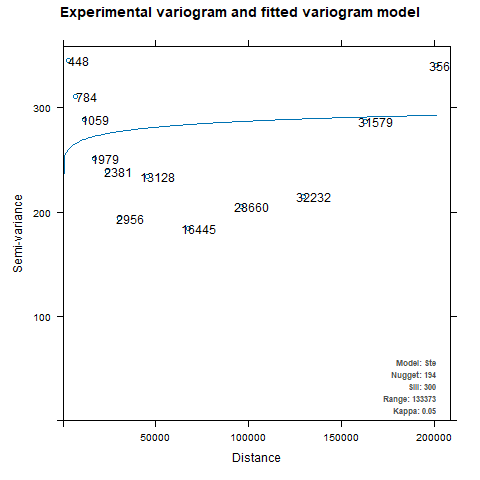 Experimental variogram and fitted variogram model
448
356
784
300
1059
31579
1979
2381
13128
32232
28660
200
2956
16445
Semi-variance
100
Model: Ste
Nugget: 194
Sill: 300
Range: 133373
Kappa: 0.05
50000 100000 150000 200000
Distance